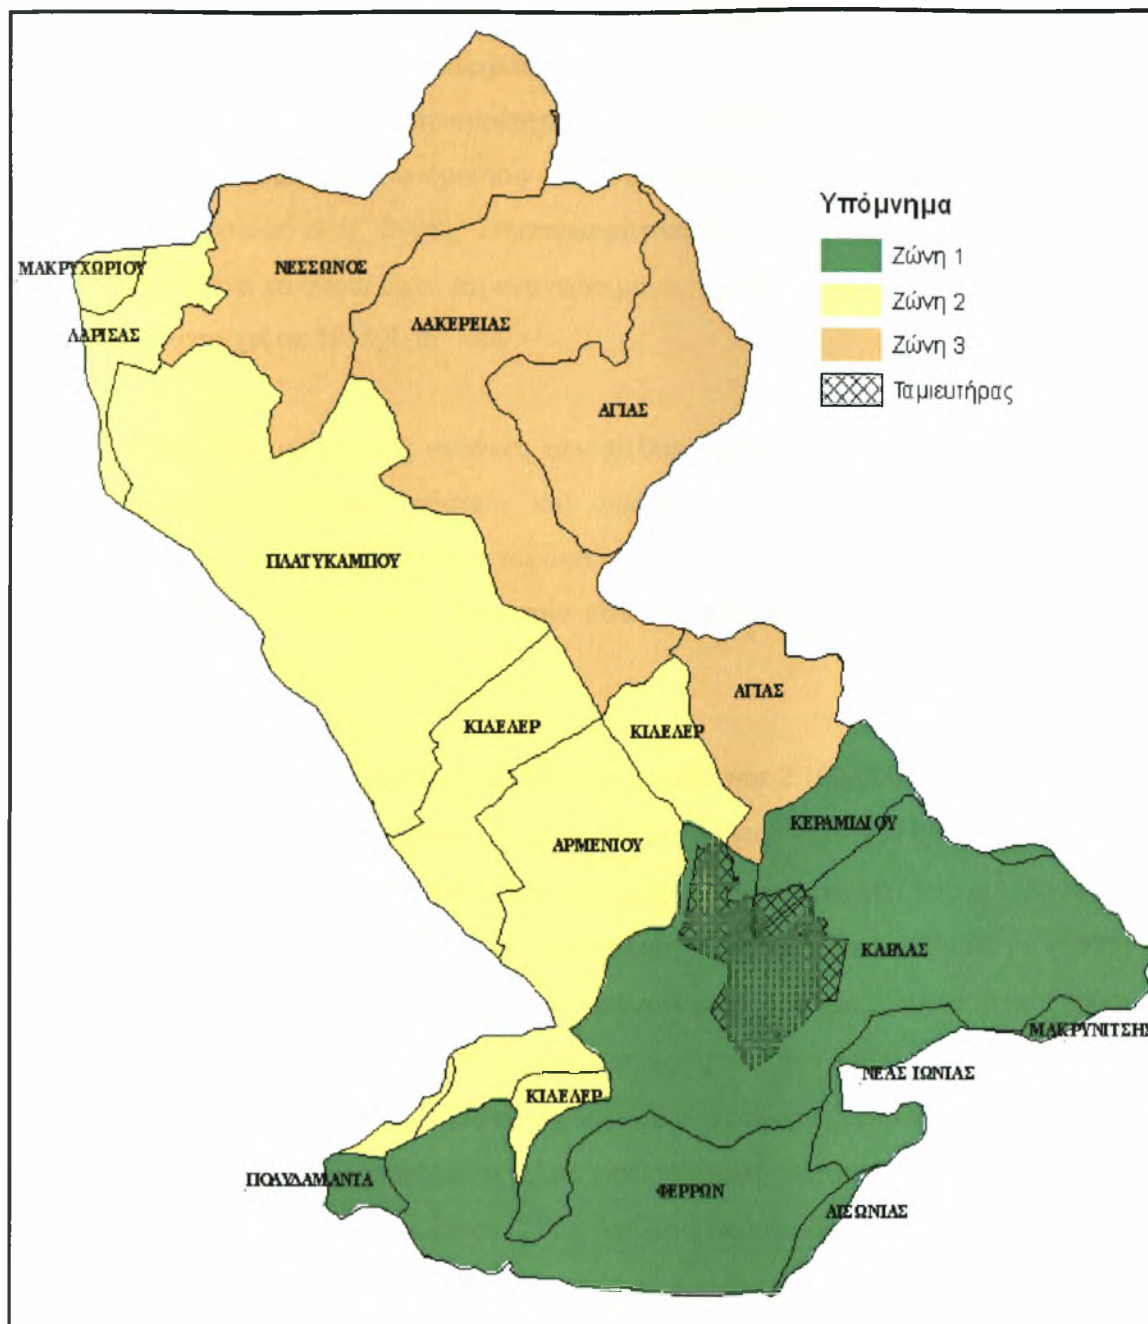 Υπόμνημα
Ζώνη 1
Ζώνη 2
Ζώνη 3
Ταμιευτήρας
ΝΕΣΣΩΝΟΣ
ΜΑΚΡΥΧΩΡΙΟΥ
ΛΑΚΕΡΕΙΑΣ
ΛΑΡΙΣΑΣ
ΑΓΙΑΣ
ΠΛΑΤΥΚΑΜΠΟΥ
ΑΓΙΑΣ
ΚΙΛΕΛΕΡ
ΚΙΛΕΛΕΡ
ΚΕΡΑΜΙΔΙΟΥ
ΑΡΜΕΝΙΟΥ
ΚΑΡΛΑΣ
ΜΑΚΡΥΝΙΤΣΗΣ
ΝΕΑΣ ΙΩΝΙΑΣ
ΚΙΛΕΛΕΡ
ΠΟΛΥΔΑΜΑΝΤΑ
ΦΕΡΡΩΝ
ΑΙΣΩΝΙΑΣ